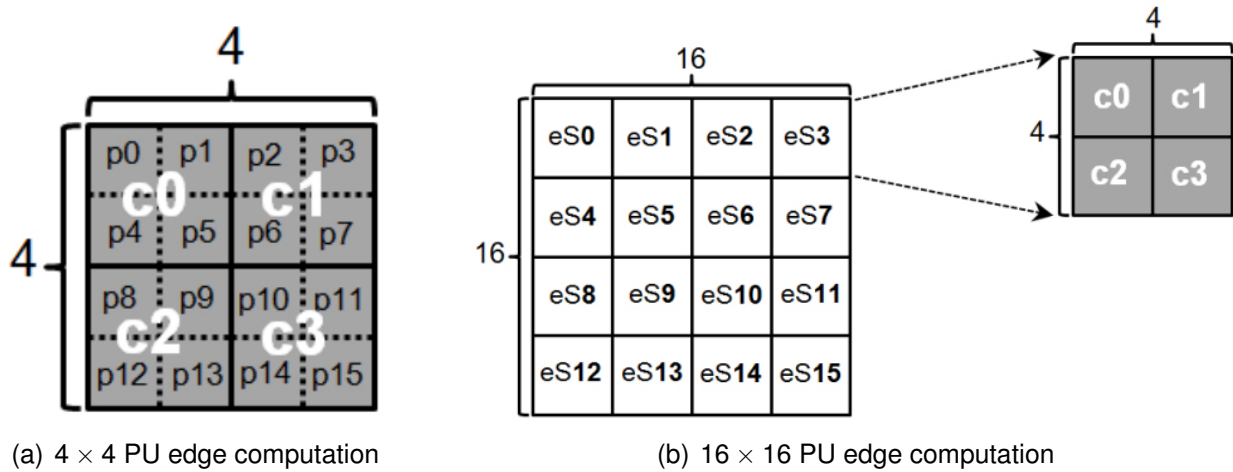 4
4
p0 p1 p2 p3
c0 c1
p4 p5 p6 p7
p8 p9 p10 p11
c2 c3
p12 p13 p14 p15
(a) 4 × 4 PU edge computation
16
16
eS0 eS1 eS2 eS3
eS4 eS5 eS6 eS7
eS8 eS9 eS10 eS11
eS12 eS13 eS14 eS15
4
4
c0 c1
c2 c3
(b) 16 × 16 PU edge computation